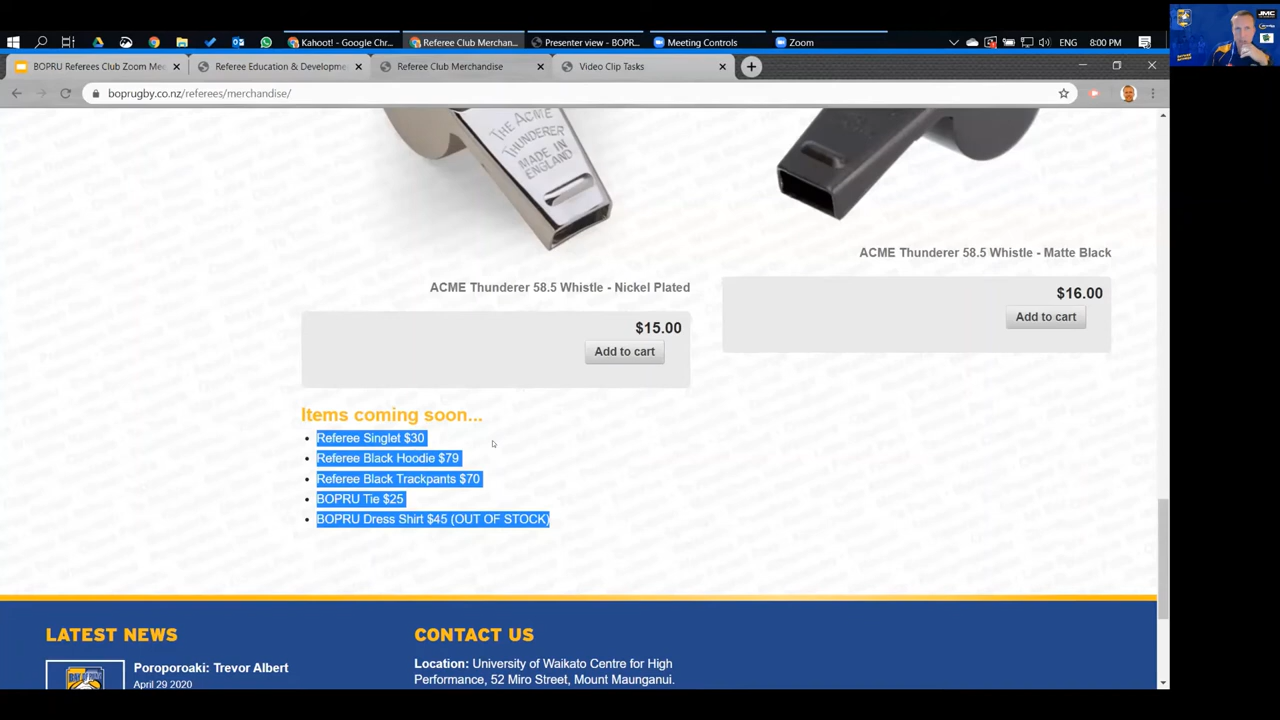 Kahoot! - Google Chr...
Referee Club Merchan...
Presenter view - BOPR...
Meeting Controls
Zoom
ENG
8:00 PM
BOPRU Referees Club Zoom Mee
Referee Education & Developme
Referee Club Merchandise
Video Clip Tasks
boprugby.co.nz/referees/merchandise/
THE ACME
THUNDERER
MADE IN
ENGLAND
ACME Thunderer 58.5 Whistle - Matte Black
$16.00
Add to cart
ACME Thunderer 58.5 Whistle - Nickel Plated
$15.00
Add to cart
Items coming soon...
• Referee Singlet $30
• Referee Black Hoodie $79
• Referee Black Trackpants $70
• BOPRU Tie $25
• BOPRU Dress Shirt $45 (OUT OF STOCK)
LATEST NEWS
Poroporoaki: Trevor Albert
April 29 2020
CONTACT US
Location: University of Waikato Centre for High
Performance, 52 Miro Street, Mount Maunganui.
JMC